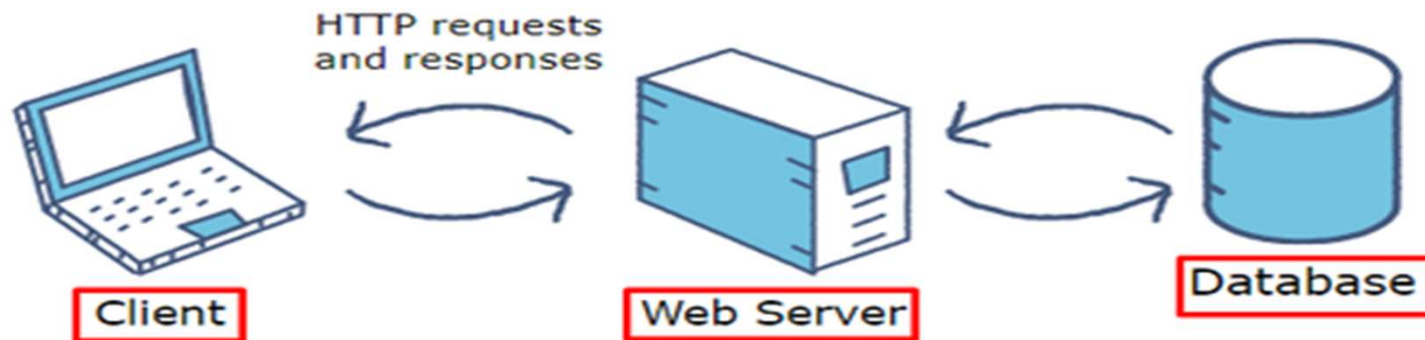 HTTP requests
and responses
Client
Web Server
Database